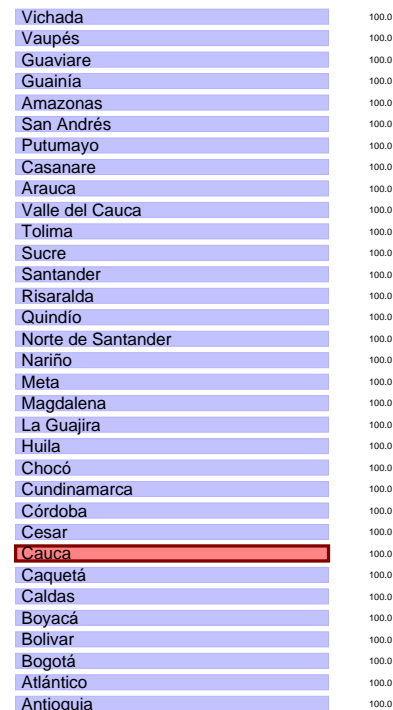 Vichada 100.0
Vaupés 100.0
Guaviare 100.0
Guainía 100.0
Amazonas 100.0
San Andrés 100.0
Putumayo 100.0
Casanare 100.0
Arauca 100.0
Valle del Cauca 100.0
Tolima 100.0
Sucre 100.0
Santander 100.0
Risaralda 100.0
Quindío 100.0
Norte de Santander 100.0
Nariño 100.0
Meta 100.0
Magdalena 100.0
La Guajira 100.0
Huila 100.0
Chocó 100.0
Cundinamarca 100.0
Córdoba 100.0
Cesar 100.0
Cauca 100.0
Caquetá 100.0
Caldas 100.0
Boyacá 100.0
Bolivar 100.0
Bogotá 100.0
Atlántico 100.0
Antioquia 100.0